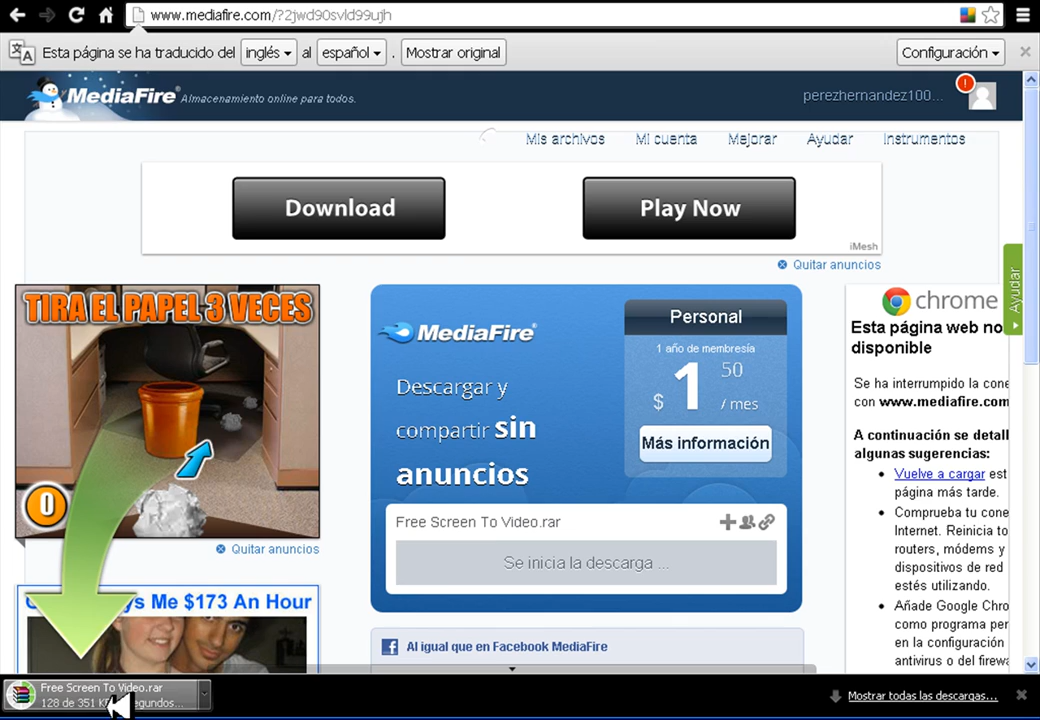 www.mediafire.com/?2jwd90svld99ujh
Esta página se ha traducido del inglés al español . Mostrar original Configuración
MediaFire Almacenamiento online para todos.
perezhernandez100... !
Mis archivos Mi cuenta Mejorar Ayudar Instrumentos
Download Play Now
iMesh
Quitar anuncios
TIRA EL PAPEL 3 VECES
0
Quitar anuncios
s Me $173 An Hour
MediaFire
Descargar y
compartir sin
anuncios
Personal
1 año de membresía
$ 1 50
/ mes
Más información
Free Screen To Video.rar
Se inicia la descarga ...
Al igual que en Facebook MediaFire
chrome
Esta página web no
disponible
Se ha interrumpido la cone
con www.mediafire.com
A continuación se detall
algunas sugerencias:
Vuelve a cargar est
página más tarde.
Comprueba tu cone
Internet. Reinicia to
routers, módems y
dispositivos de red
estés utilizando.
Añade Google Chro
como programa per
en la configuración
antivirus o del firewa
Ayudar
Free Screen To Video.rar
128 de 351 K egundos...
Mostrar todas las descargas...